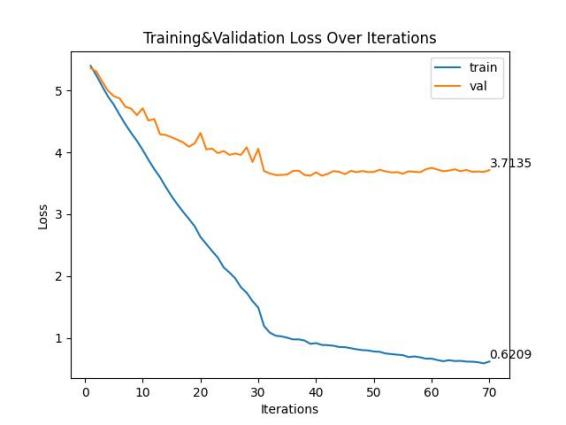 Training&Validation Loss Over Iterations
train
val
5
4
3.7135
3
Loss
2
1
0.6209
0 10 20 30 40 50 60 70
Iterations